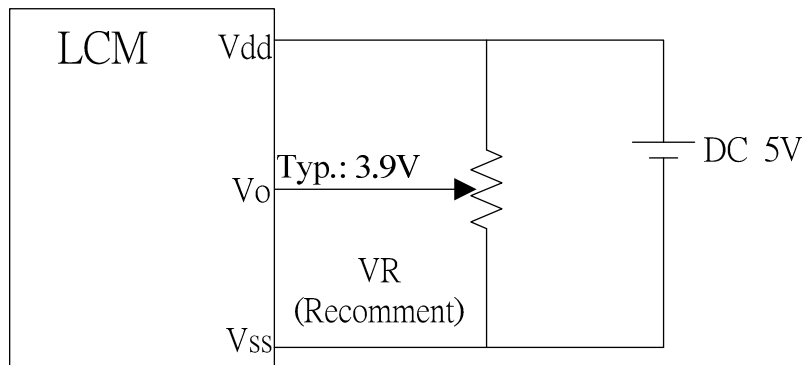 LCM
Vdd
DC 5V
Typ.: 3.9V
Vo
VR
(Recomment)
Vss